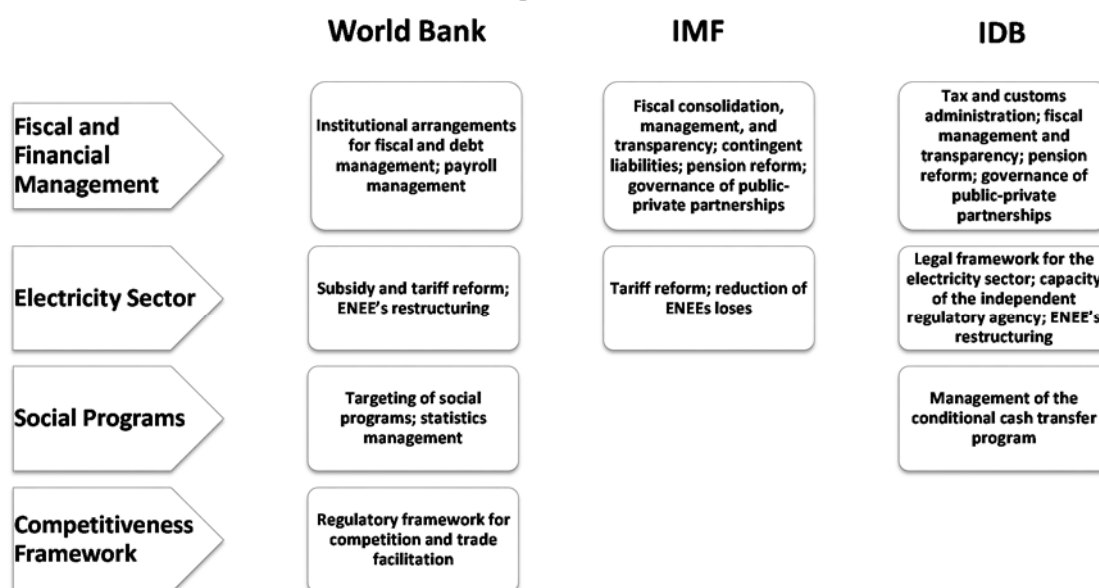 World Bank
IMF
IDB
Fiscal and
Financial
Management
Institutional arrangements
for fiscal and debt
management; payroll
management
Fiscal consolidation,
management, and
transparency; contingent
liabilities; pension reform;
governance of public-
private partnerships
Tax and customs
administration; fiscal
management and
transparency; pension
reform; governance of
public-private
partnerships
Electricity Sector
Subsidy and tariff reform;
ENEE's restructuring
Tariff reform; reduction of
ENEEs loses
Legal framework for the
electricity sector; capacity
of the independent
regulatory agency; ENEE's
restructuring
Social Programs
Targeting of social
programs; statistics
management
Management of the
conditional cash transfer
program
Competitiveness
Framework
Regulatory framework for
competition and trade
facilitation